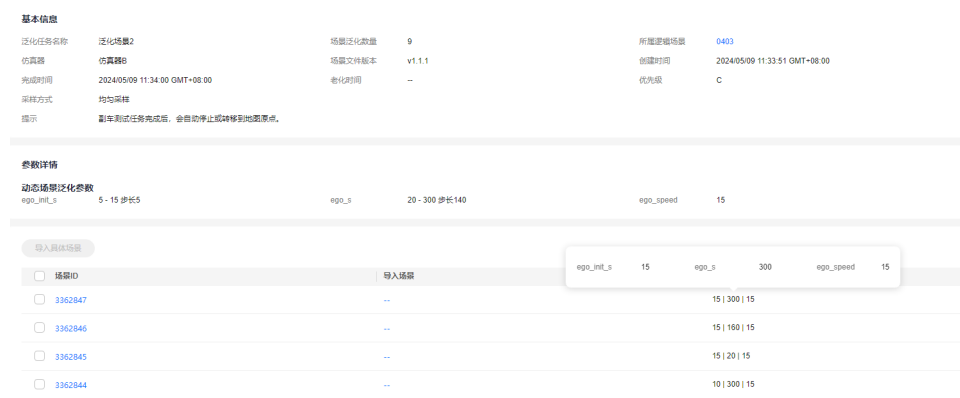 基本信息
泛化任务名称 泛化场景2 场景泛化数量 9 所属逻辑场景 0403
仿真器 仿真器B 场景文件版本 v1.1.1 创建时间 2024/05/09 11:33:51 GMT+08:00
完成时间 2024/05/09 11:34:00 GMT+08:00 老化时间 -- 优先级 C
采样方式 均匀采样
提示 副车测试任务完成后，会自动停止或转移到地图原点。
参数详情
动态场景泛化参数
ego_init_s 5 - 15 步长5 ego_s 20 - 300 步长140 ego_speed 15
导入具体场景
ego_init_s 15 ego_s 300 ego_speed 15
场景ID 导入场景
3362847 -- 15 | 300 | 15
3362846 -- 15 | 160 | 15
3362845 -- 15 | 20 | 15
3362844 -- 10 | 300 | 15